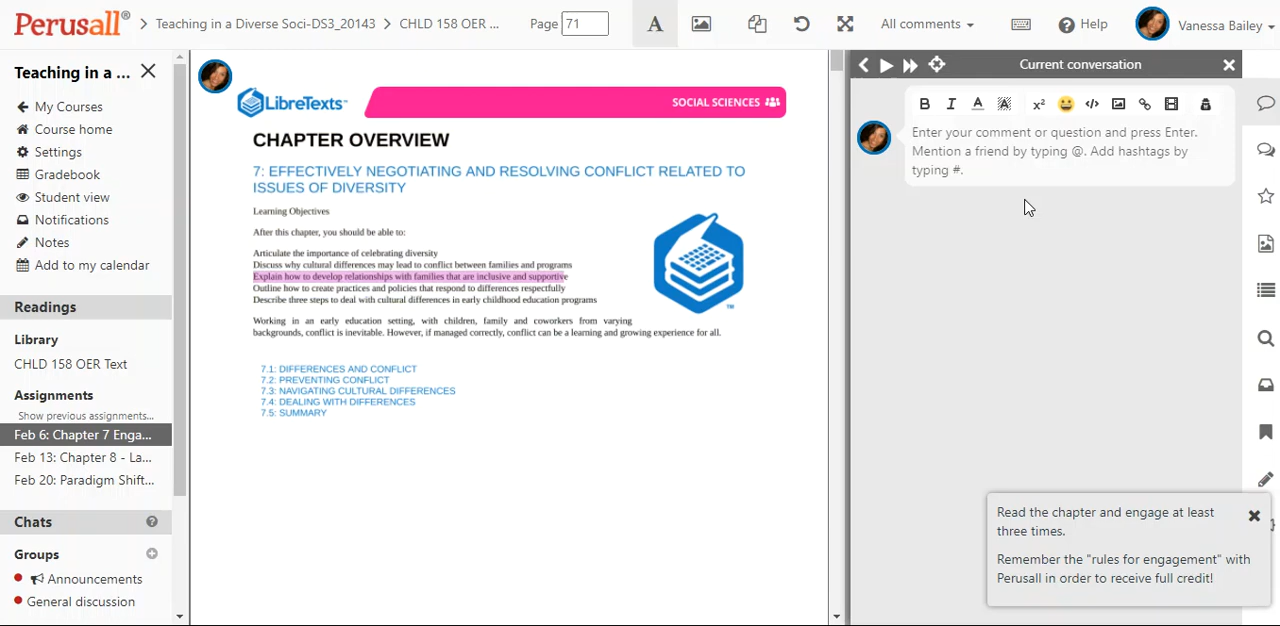 Perusall®
Teaching in a Diverse Soci-DS3_20143
CHLD 158 OER ...
Page 71
A
All comments
Help
Vanessa Bailey
Teaching in a ...
My Courses
Course home
Settings
Gradebook
Student view
Notifications
Notes
Add to my calendar
Readings
Library
CHLD 158 OER Text
Assignments
Show previous assignments...
Feb 6: Chapter 7 Enga...
Feb 13: Chapter 8 - La...
Feb 20: Paradigm Shift...
Chats
Groups
Announcements
General discussion
LibreTexts™
SOCIAL SCIENCES
CHAPTER OVERVIEW
7: EFFECTIVELY NEGOTIATING AND RESOLVING CONFLICT RELATED TO
ISSUES OF DIVERSITY
Learning Objectives
After this chapter, you should be able to:
Articulate the importance of celebrating diversity
Discuss why cultural differences may lead to conflict between families and programs
Explain how to develop relationships with families that are inclusive and supportive
Outline how to create practices and policies that respond to differences respectfully
Describe three steps to deal with cultural differences in early childhood education programs
TM
Working in an early education setting, with children, family and coworkers from varying
backgrounds, conflict is inevitable. However, if managed correctly, conflict can be a learning and growing experience for all.
7.1: DIFFERENCES AND CONFLICT
7.2: PREVENTING CONFLICT
7.3: NAVIGATING CULTURAL DIFFERENCES
7.4: DEALING WITH DIFFERENCES
7.5: SUMMARY
Current conversation
B I A A x² </>
Enter your comment or question and press Enter.
Mention a friend by typing @. Add hashtags by
typing #.
Read the chapter and engage at least
three times.
Remember the "rules for engagement" with
Perusall in order to receive full credit!